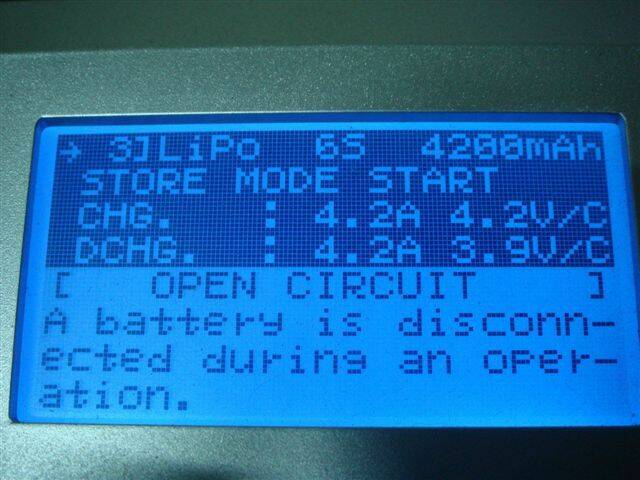 → 3]LiPo 6S 4200mAh
STORE MODE START
CHG. : 4.2A 4.2V/C
DCHG. : 4.2A 3.9V/C
[ OPEN CIRCUIT ]
A battery is disconn-
ected during an oper-
ation.